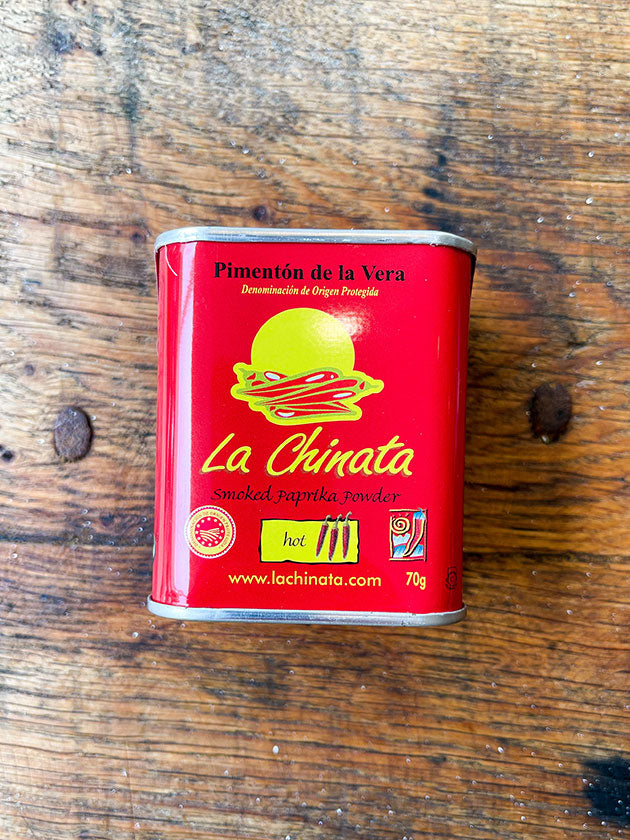 Pimentón de la Vera
Denominación de Origen Protegida
La Chinata
Smoked Paprika Powder
hot
www.lachinata.com
70g